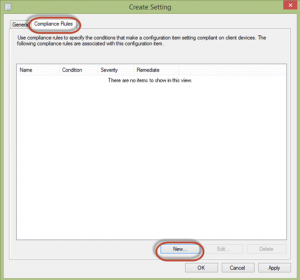 Create Setting
General Compliance Rules
Use compliance rules to specify the conditions that make a configuration item setting compliant on client devices. The
following compliance rules are associated with this configuration item.
Name Condition Severity Remediate
There are no items to show in this view.
New... Edit... Delete
OK Cancel Apply